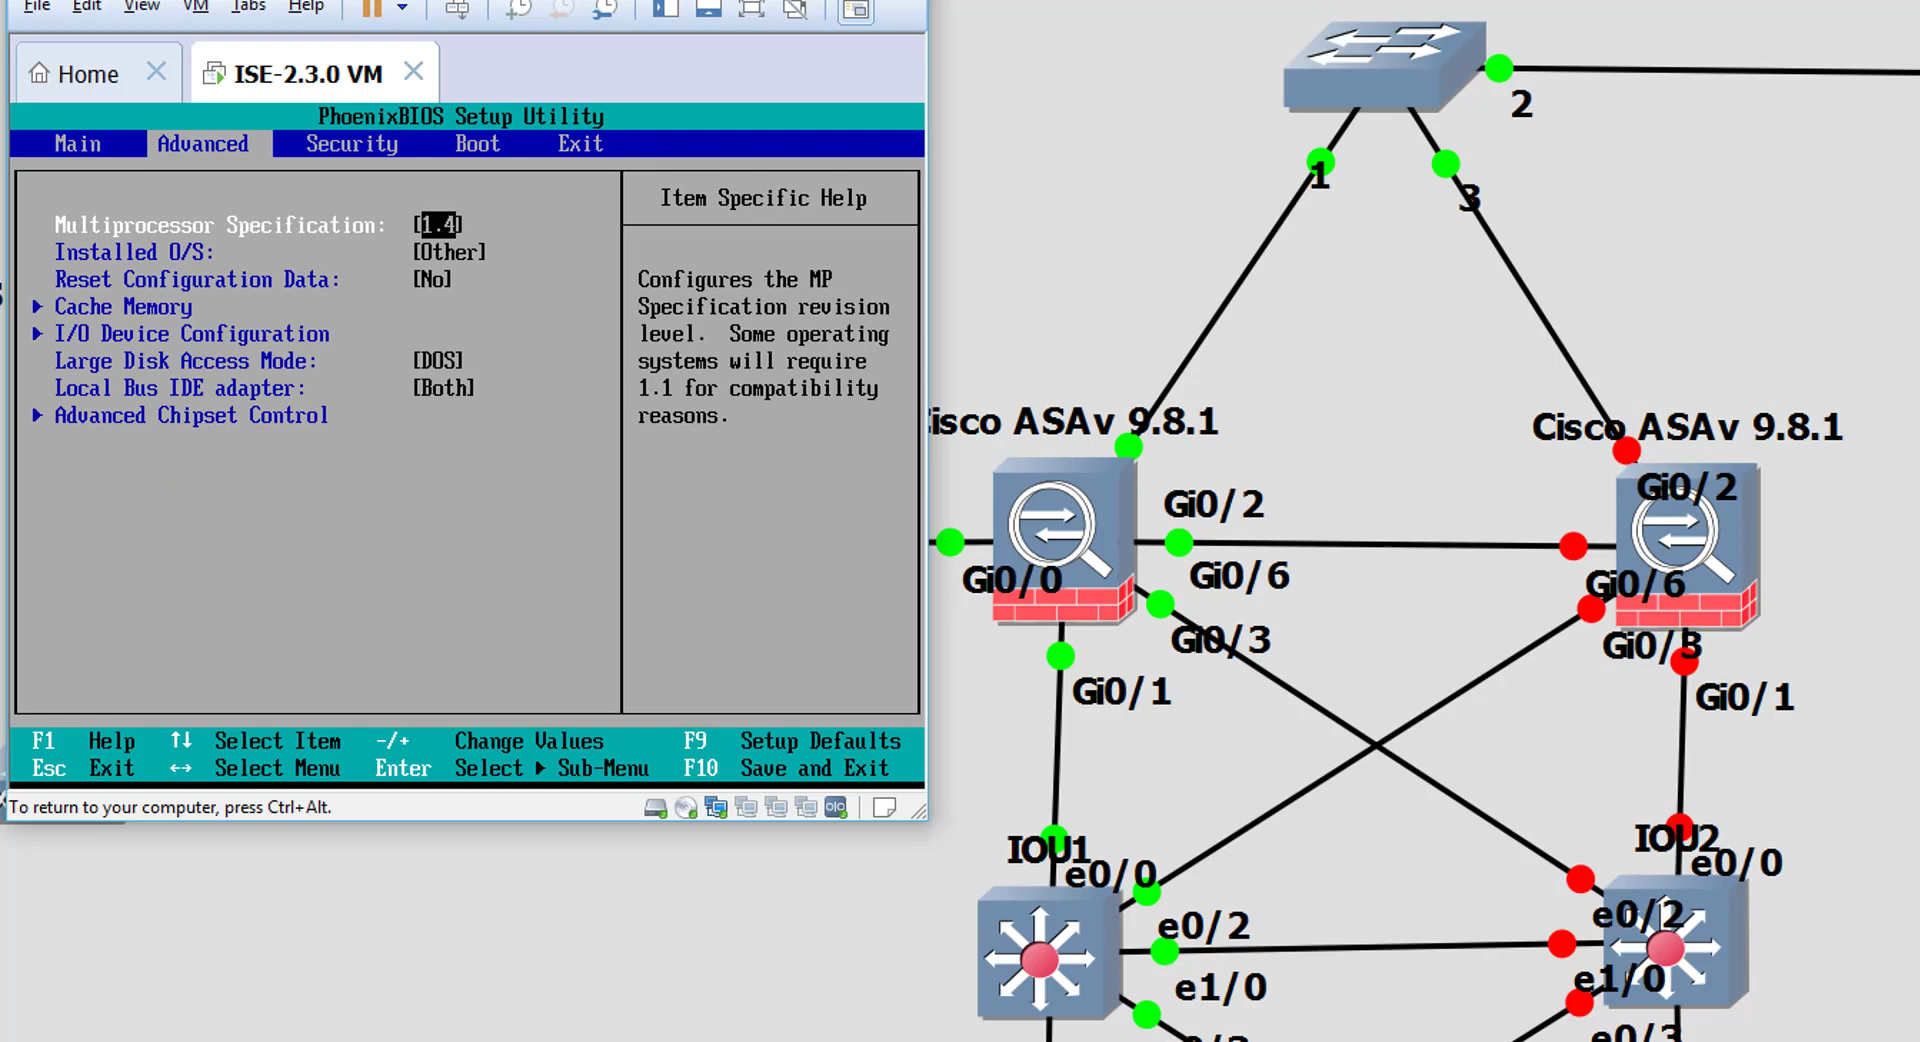 File Edit View VM Tabs Help
Home
ISE-2.3.0 VM
PhoenixBIOS Setup Utility
Main Advanced Security Boot Exit
Item Specific Help
Multiprocessor Specification: [1.4]
Installed O/S: [Other]
Reset Configuration Data: [No]
Cache Memory
I/O Device Configuration
Large Disk Access Mode: [DOS]
Local Bus IDE adapter: [Both]
Advanced Chipset Control
Configures the MP
Specification revision
level. Some operating
systems will require
1.1 for compatibility
reasons.
F1 Help ↑↓ Select Item -/+ Change Values F9 Setup Defaults
Esc Exit ↔ Select Menu Enter Select ▶ Sub-Menu F10 Save and Exit
To return to your computer, press Ctrl+Alt.
2
1
3
ASAv 9.8.1
Cisco ASAv 9.8.1
Gi0/2
Gi0/2
Gi0/0
Gi0/6
Gi0/6
Gi0/3
Gi0/3
Gi0/1
Gi0/1
IOU1
IOU2
e0/0
e0/0
e0/2
e0/2
e1/0
e1/0
e0/3